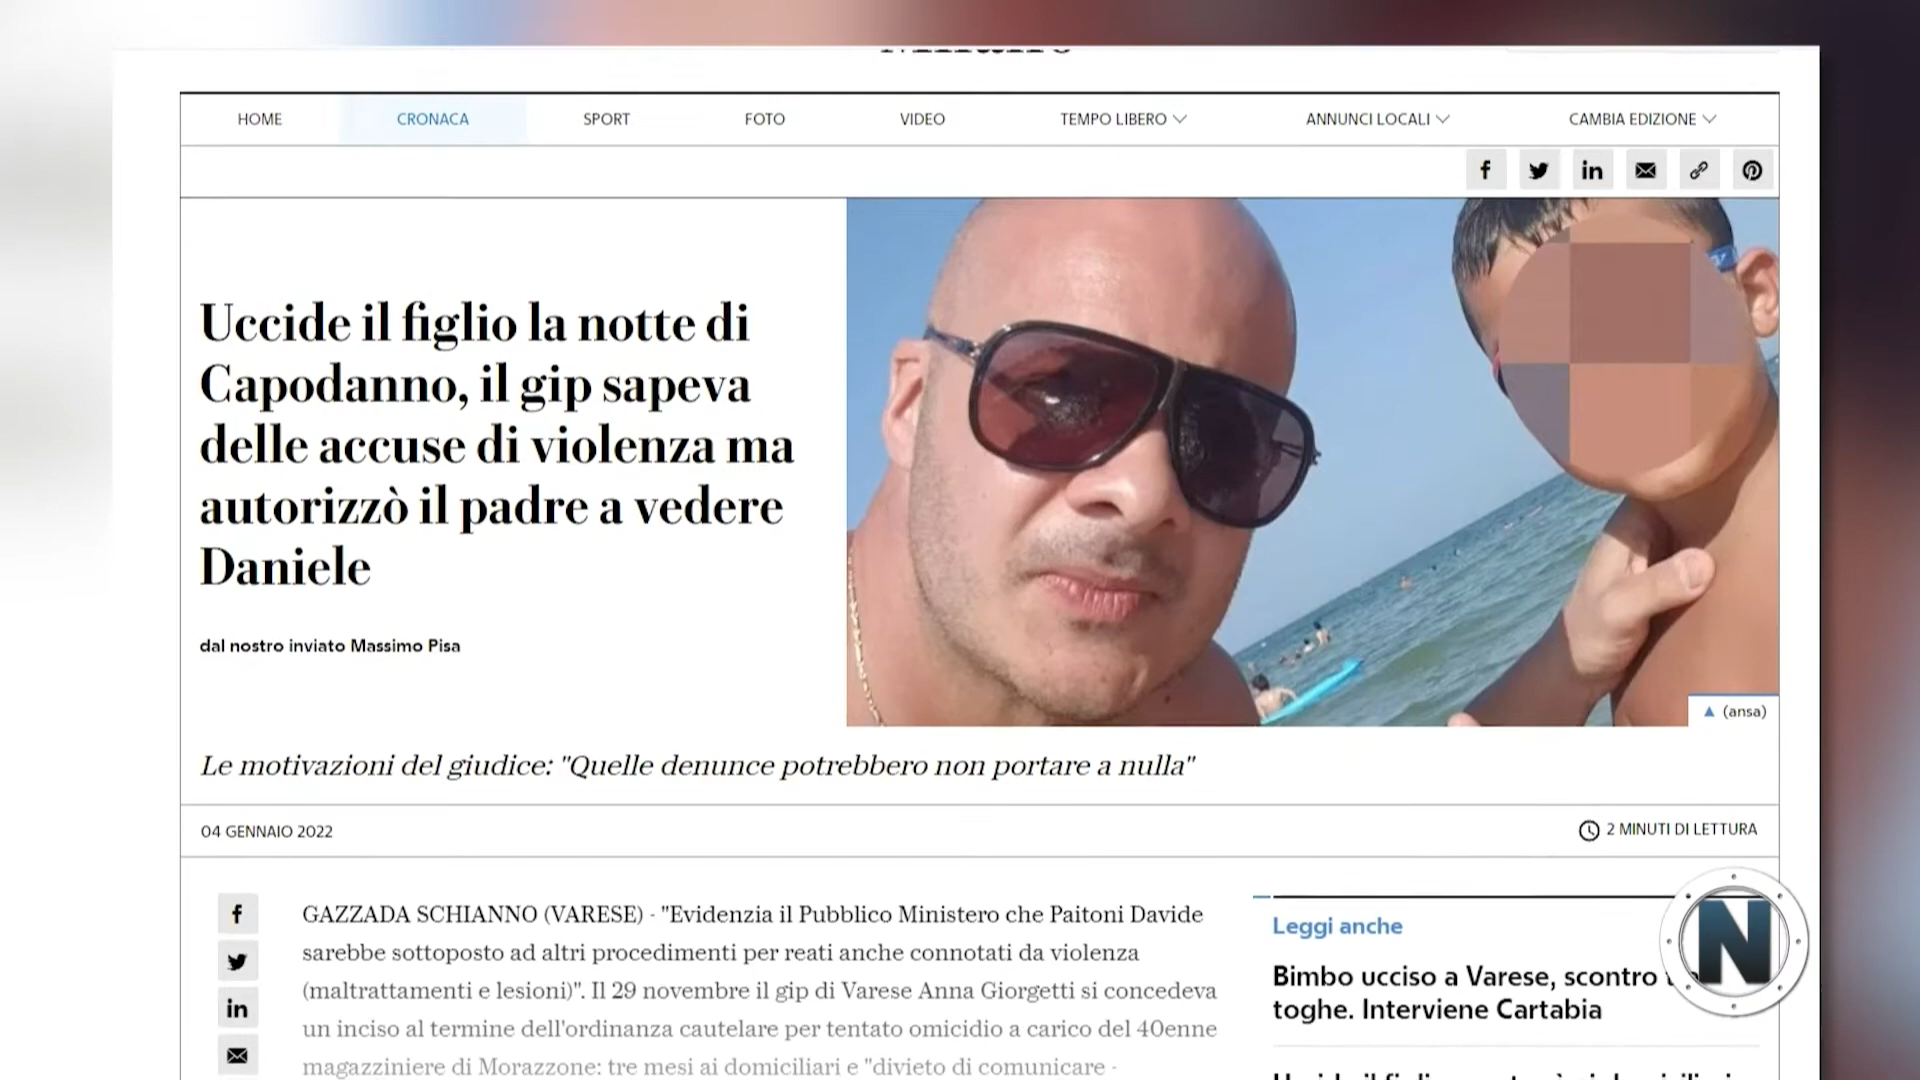 HOME CRONACA SPORT FOTO VIDEO TEMPO LIBERO ANNUNCI LOCALI CAMBIA EDIZIONE
Uccide il figlio la notte di
Capodanno, il gip sapeva
delle accuse di violenza ma
autorizzò il padre a vedere
Daniele
dal nostro inviato Massimo Pisa
(ansa)
Le motivazioni del giudice: "Quelle denunce potrebbero non portare a nulla"
04 GENNAIO 2022
2 MINUTI DI LETTURA
GAZZADA SCHIANNO (VARESE) - "Evidenzia il Pubblico Ministero che Paitoni Davide
sarebbe sottoposto ad altri procedimenti per reati anche connotati da violenza
(maltrattamenti e lesioni)". Il 29 novembre il gip di Varese Anna Giorgetti si concedeva
un inciso al termine dell'ordinanza cautelare per tentato omicidio a carico del 40enne
magazziniere di Morazzone: tre mesi ai domiciliari e "divieto di comunicare -
Leggi anche
Bimbo ucciso a Varese, scontro
toghe. Interviene Cartabia
N